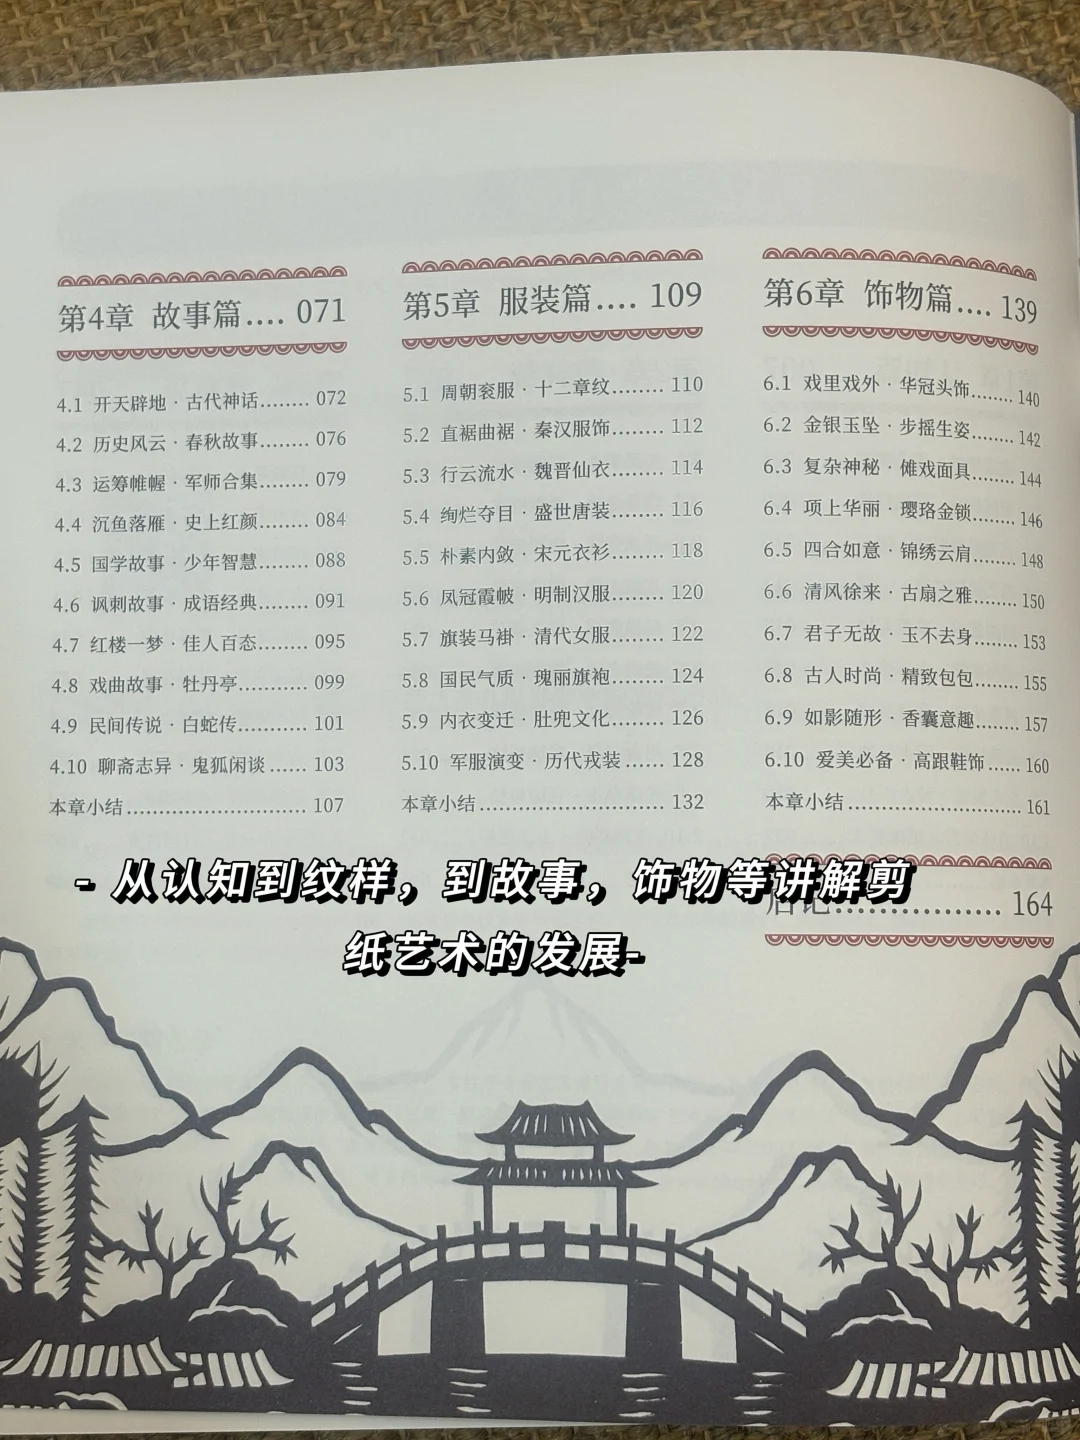 第4章 故事篇.... 071
4.1 开天辟地·古代神话........ 072
4.2 历史风云·春秋故事........ 076
4.3 运筹帷幄·军师合集........ 079
4.4 沉鱼落雁·史上红颜........ 084
4.5 国学故事·少年智慧........ 088
4.6 讽刺故事·成语经典........ 091
4.7 红楼一梦·佳人百态........ 095
4.8 戏曲故事·牡丹亭........... 099
4.9 民间传说·白蛇传........... 101
4.10 聊斋志异·鬼狐闲谈...... 103
本章小结............................. 107
第5章 服装篇.... 109
5.1 周朝衮服·十二章纹........ 110
5.2 直裾曲裾·秦汉服饰........ 112
5.3 行云流水·魏晋仙衣........ 114
5.4 绚烂夺目·盛世唐装........ 116
5.5 朴素内敛·宋元衣衫........ 118
5.6 凤冠霞帔·明制汉服........ 120
5.7 旗装马褂·清代女服........ 122
5.8 国民气质·瑰丽旗袍........ 124
5.9 内衣变迁·肚兜文化........ 126
5.10 军服演变·历代戎装...... 128
本章小结............................. 132
第6章 饰物篇.... 139
6.1 戏里戏外·华冠头饰........ 140
6.2 金银玉坠·步摇生姿........ 142
6.3 复杂神秘·傩戏面具........ 144
6.4 项上华丽·璎珞金锁........ 146
6.5 四合如意·锦绣云肩........ 148
6.6 清风徐来·古扇之雅........ 150
6.7 君子无故·玉不去身........ 153
6.8 古人时尚·精致包包........ 155
6.9 如影随形·香囊意趣........ 157
6.10 爱美必备·高跟鞋饰...... 160
本章小结............................. 161
后记................. 164
- 从认知到纹样，到故事，饰物等讲解剪
纸艺术的发展-